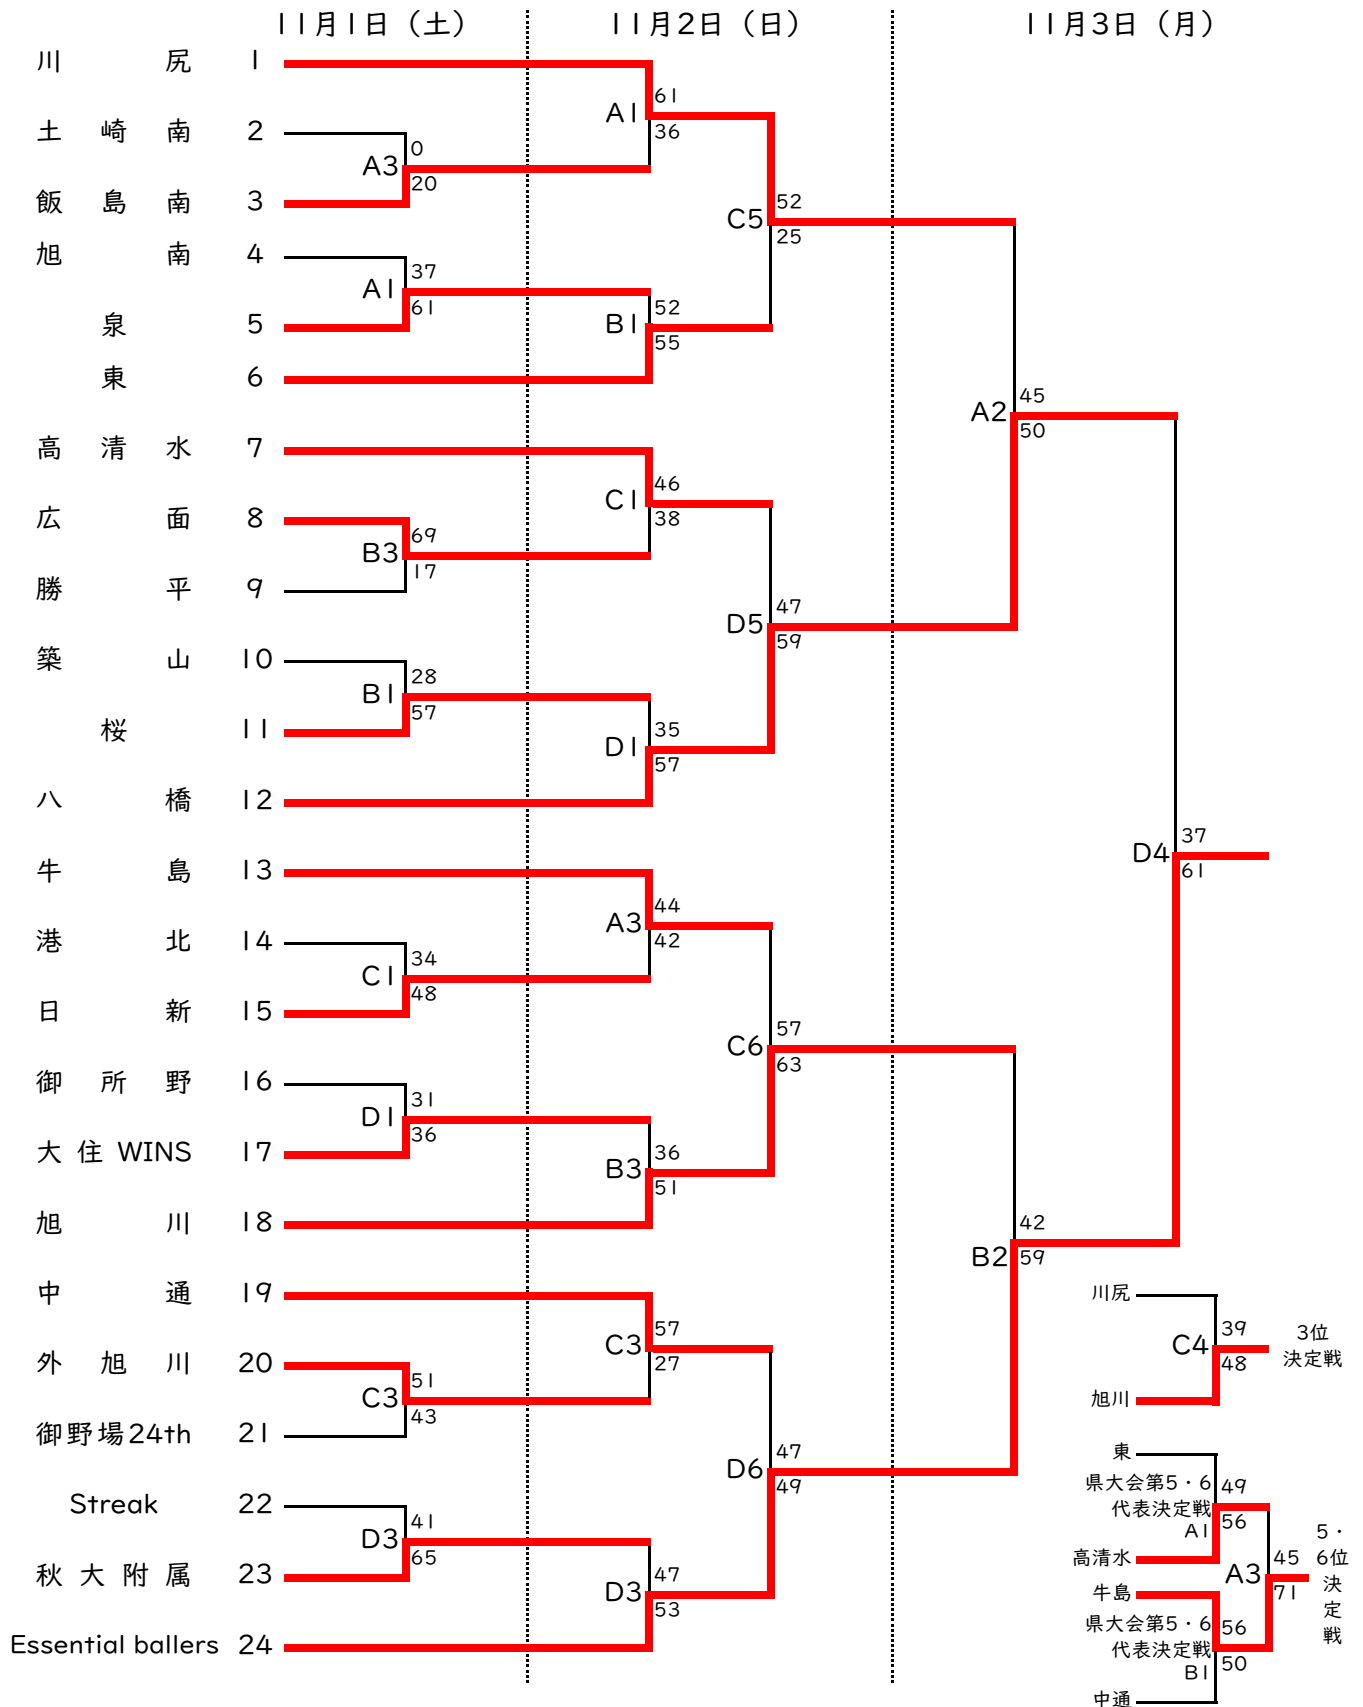 11月1日（土）
11月2日（日）
11月3日（月）
川尻 1
61
A1
36
土崎南 2
0
A3
20
飯島南 3
52
C5
25
旭南 4
37
A1
61
52
B1
55
泉 5
東 6
45
A2
50
高清水 7
46
C1
38
広面 8
69
B3
17
勝平 9
47
D5
59
築山 10
28
B1
57
桜 11
35
D1
57
八橋 12
37
D4
61
牛島 13
44
A3
42
港北 14
34
C1
48
日新 15
57
C6
63
御所野 16
31
D1
36
大住WINS 17
36
B3
51
旭川 18
42
B2
59
中通 19
57
C3
27
外旭川 20
51
C3
43
御野場24th 21
47
D6
49
Streak 22
41
D3
65
秋大附属 23
47
D3
53
Essential ballers 24
川尻
39
C4
48
3位
決定戦
旭川
東
県大会第5・6
代表決定戦
A1
49
56
高清水
45
A3
71
5・
6位
決
定
戦
牛島
県大会第5・6
代表決定戦
B1
56
50
中通